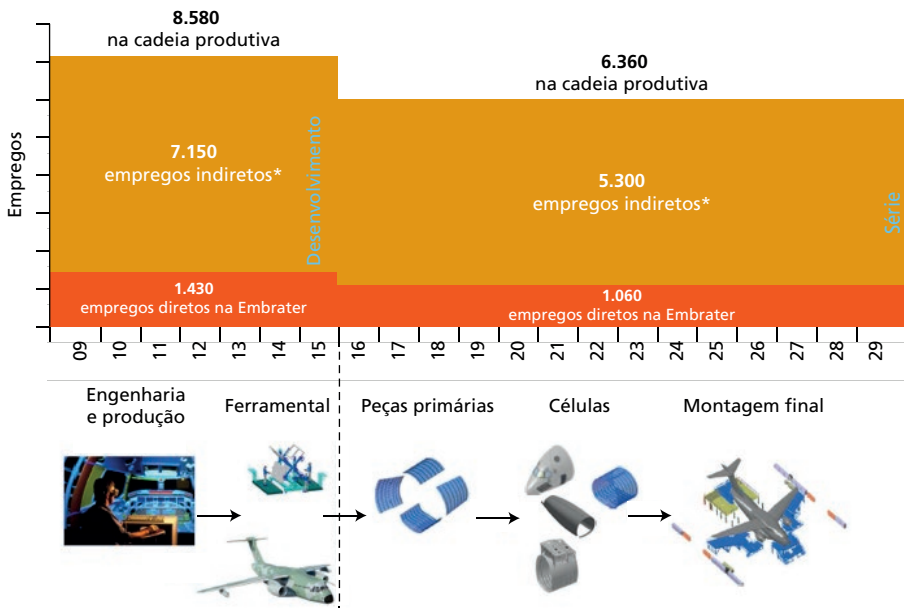 8.580
na cadeia produtiva
6.360
na cadeia produtiva
Empregos
7.150
empregos indiretos*
Desenvolvimento
5.300
empregos indiretos*
Série
1.430
empregos diretos na Embrater
1.060
empregos diretos na Embrater
09 10 11 12 13 14 15 16 17 18 19 20 21 22 23 24 25 26 27 28 29
Engenharia
e produção
Ferramental
Peças primárias
Células
Montagem final